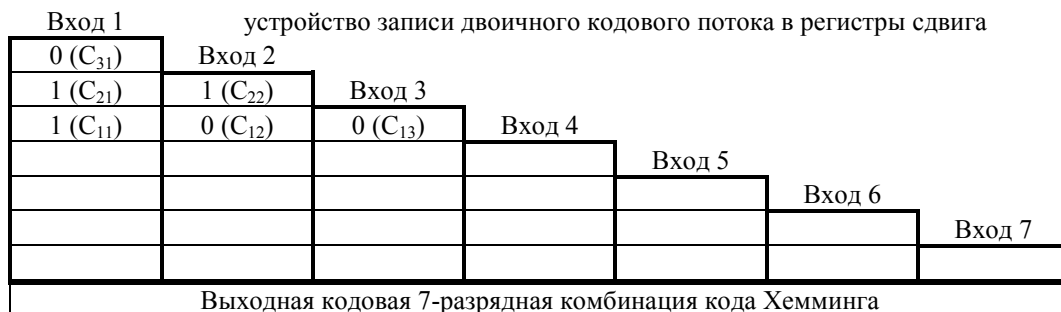 Вход 1 устройство записи двоичного кодового потока в регистры сдвига
0 (C31) Вход 2
1 (C21) 1 (C22) Вход 3
1 (C11) 0 (C12) 0 (C13) Вход 4
Вход 5
Вход 6
Вход 7
Выходная кодовая 7-разрядная комбинация кода Хемминга